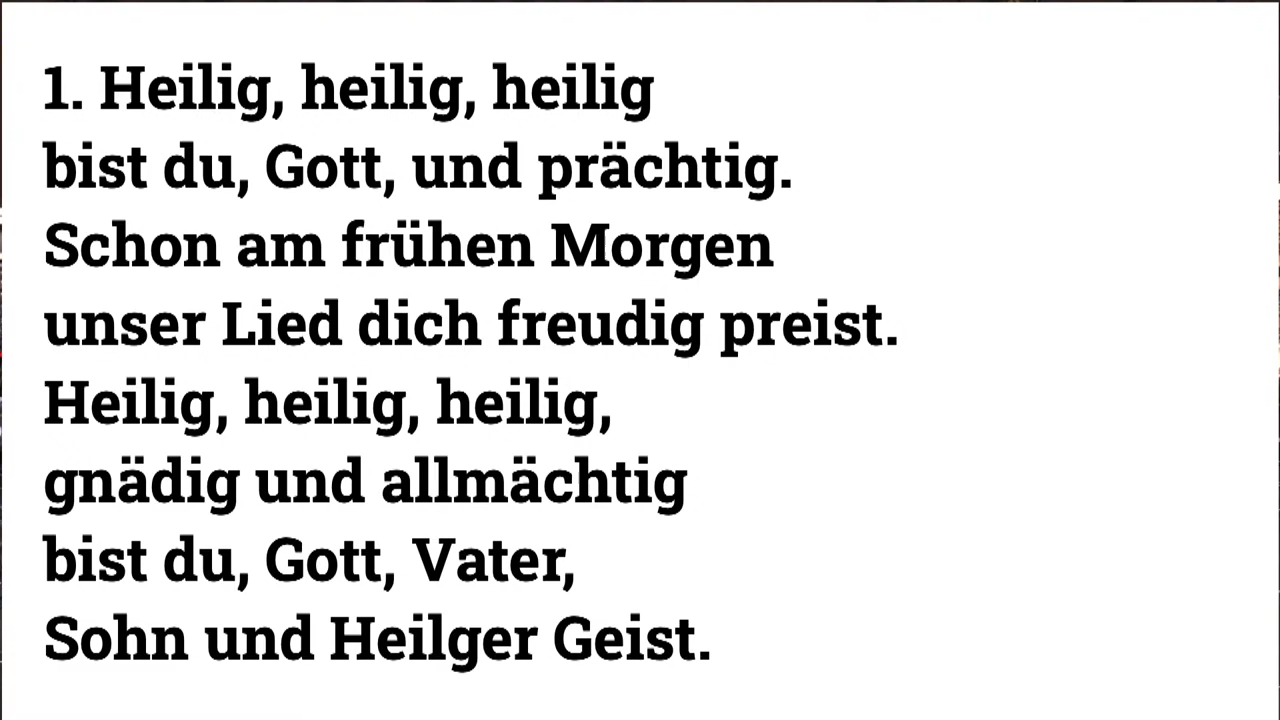 1. Heilig, heilig, heilig
bist du, Gott, und prächtig.
Schon am frühen Morgen
unser Lied dich freudig preist.
Heilig, heilig, heilig,
gnädig und allmächtig
bist du, Gott, Vater,
Sohn und Heilger Geist.